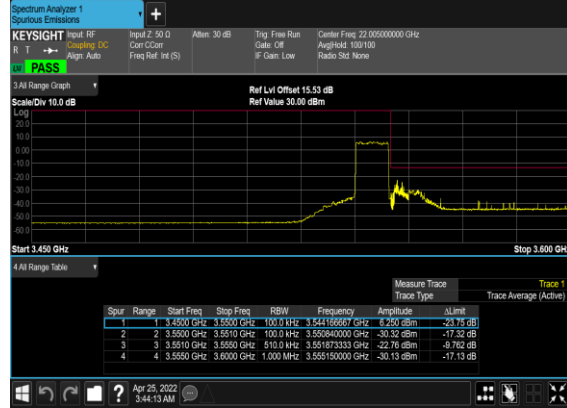 Spectrum Analyzer 1
Spurious Emissions
+
KEYSIGHT Input: RF Input Z: 50 Ω Atten: 30 dB Trig: Free Run Center Freq: 22.005000000 GHz
R T Coupling: DC Corr CCorr Gate: Off Avg|Hold: 100/100
Align: Auto Freq Ref: Int (S) IF Gain: Low Radio Std: None
PASS
3 All Range Graph
Ref Lvl Offset 15.53 dB
Scale/Div 10.0 dB Ref Value 30.00 dBm
Log
20.0
10.0
0.00
-10.0
-20.0
-30.0
-40.0
-50.0
-60.0
Start 3.450 GHz Stop 3.600 GHz
4 All Range Table
Measure Trace Trace 1
Trace Type Trace Average (Active)
Spur Range Start Freq Stop Freq RBW Frequency Amplitude ΔLimit
1 1 3.4500 GHz 3.5500 GHz 100.0 kHz 3.544166667 GHz 6.250 dBm -23.75 dB
2 2 3.5500 GHz 3.5510 GHz 100.0 kHz 3.550840000 GHz -30.32 dBm -17.32 dB
3 3 3.5510 GHz 3.5550 GHz 510.0 kHz 3.551873333 GHz -22.76 dBm -9.762 dB
4 4 3.5550 GHz 3.6000 GHz 1.000 MHz 3.555150000 GHz -30.13 dBm -17.13 dB
? Apr 25, 2022
3:44:13 AM